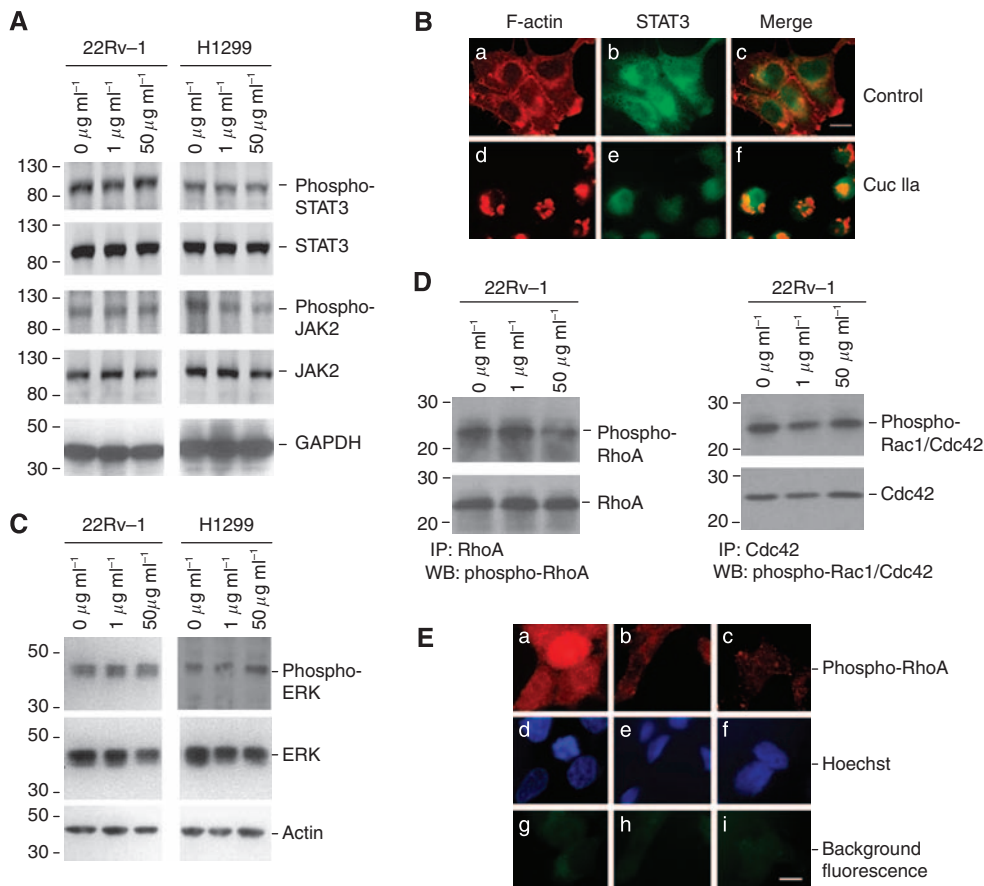 A
22Rv–1 H1299
0 µg ml–1 1 µg ml–1 50 µg ml–1 0 µg ml–1 1 µg ml–1 50 µg ml–1
130
80
Phospho-
STAT3
130
80
STAT3
130
80
Phospho-
JAK2
130
80
JAK2
50
30
GAPDH
B
F-actin STAT3 Merge
a b c
Control
d e f
Cuc IIa
C
22Rv–1 H1299
0 µg ml–1 1 µg ml–1 50µg ml–1 0 µg ml–1 1 µg ml–1 50 µg ml–1
50
30
Phospho-
ERK
50
30
ERK
50
30
Actin
D
22Rv–1
0 µg ml–1 1 µg ml–1 50 µg ml–1
30
20
Phospho-
RhoA
30
20
RhoA
IP: RhoA
WB: phospho-RhoA
22Rv–1
0 µg ml–1 1 µg ml–1 50 µg ml–1
30
20
Phospho-
Rac1/Cdc42
30
20
Cdc42
IP: Cdc42
WB: phospho-Rac1/Cdc42
E
a b c
Phospho-RhoA
d e f
Hoechst
g h i
Background
fluorescence